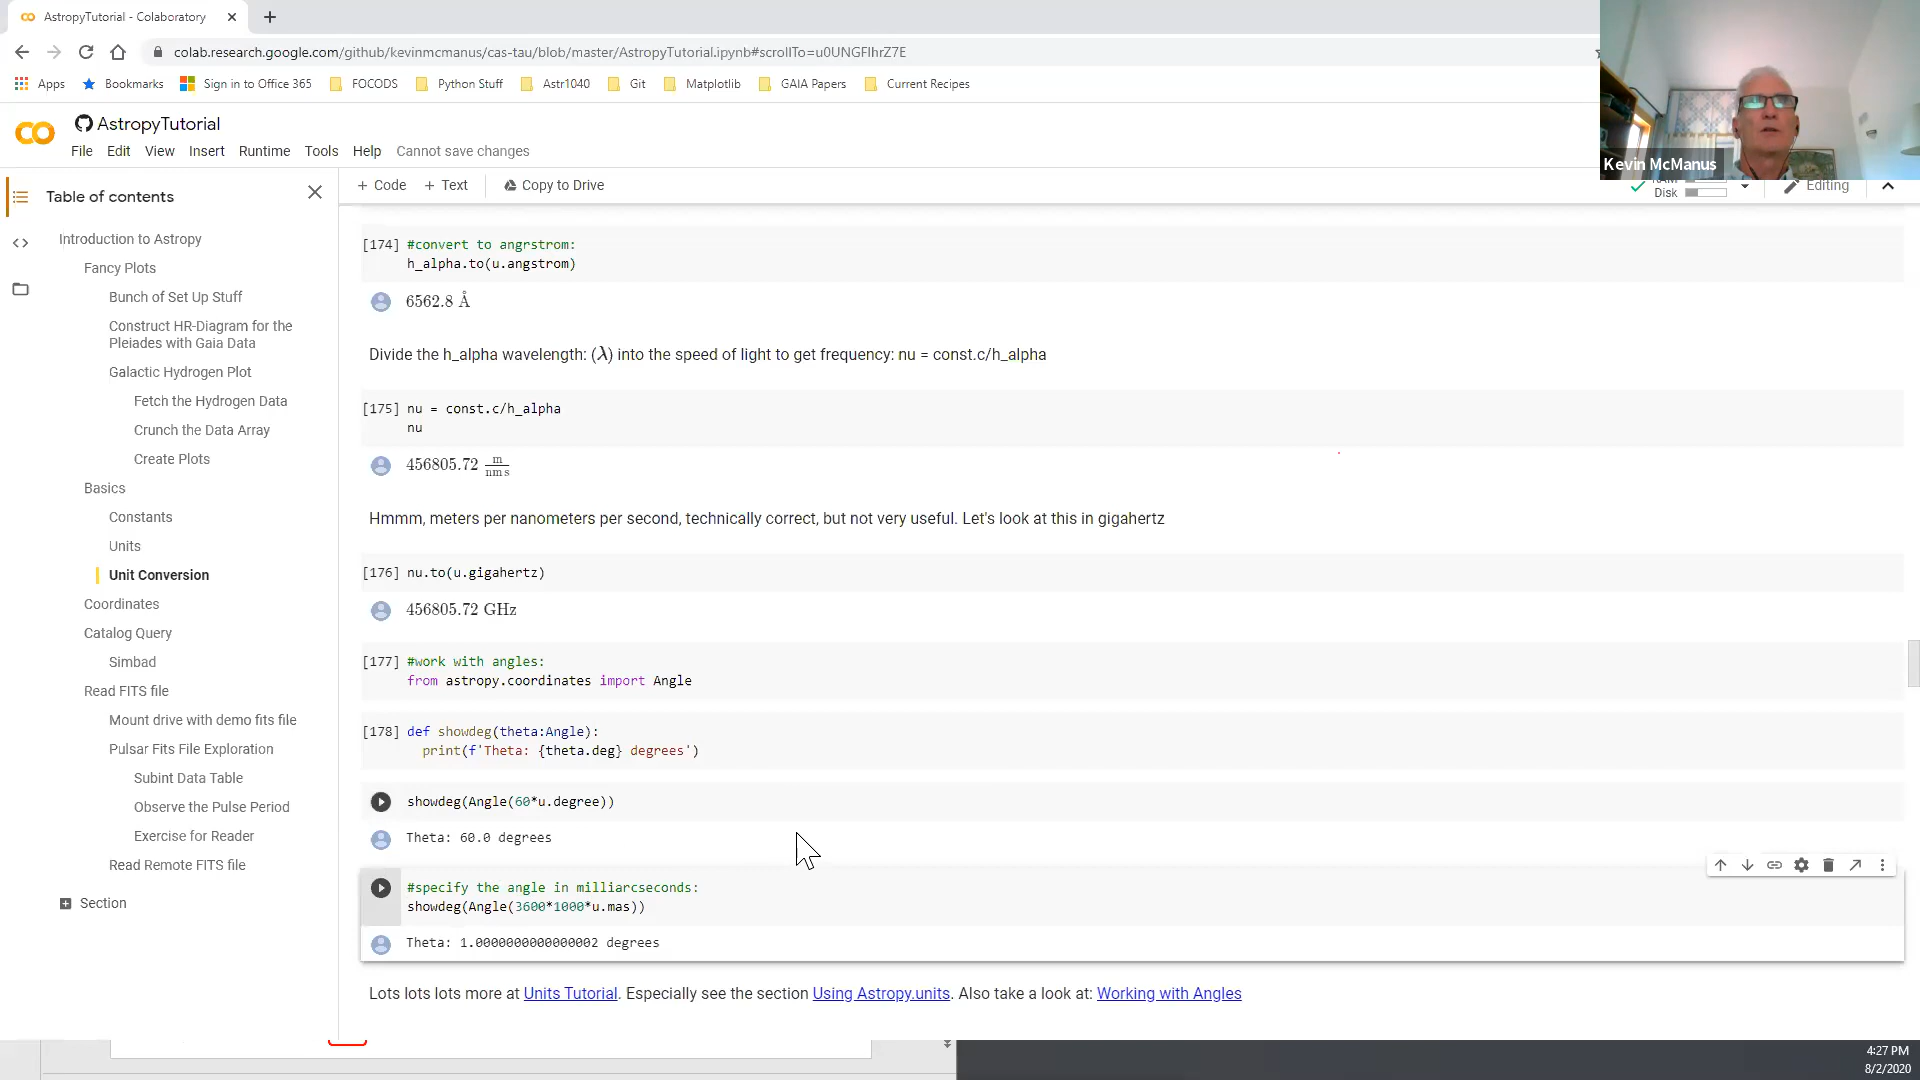 AstropyTutorial - Colaboratory
colab.research.google.com/github/kevinmcmanus/cas-tau/blob/master/AstropyTutorial.ipynb#scrollTo=u0UNGFIhrZ7E
Apps Bookmarks Sign in to Office 365 FOCODS Python Stuff Astr1040 Git Matplotlib GAIA Papers Current Recipes
AstropyTutorial
File Edit View Insert Runtime Tools Help Cannot save changes
Kevin McManus
+ Code + Text Copy to Drive
Disk
Editing
Table of contents
Introduction to Astropy
Fancy Plots
Bunch of Set Up Stuff
Construct HR-Diagram for the
Pleiades with Gaia Data
Galactic Hydrogen Plot
Fetch the Hydrogen Data
Crunch the Data Array
Create Plots
Basics
Constants
Units
Unit Conversion
Coordinates
Catalog Query
Simbad
Read FITS file
Mount drive with demo fits file
Pulsar Fits File Exploration
Subint Data Table
Observe the Pulse Period
Exercise for Reader
Read Remote FITS file
Section
[174] #convert to angrstrom:
h_alpha.to(u.angstrom)
6562.8 Å
Divide the h_alpha wavelength: (λ) into the speed of light to get frequency: nu = const.c/h_alpha
[175] nu = const.c/h_alpha
nu
456805.72 m/nm s
Hmmm, meters per nanometers per second, technically correct, but not very useful. Let's look at this in gigahertz
[176] nu.to(u.gigahertz)
456805.72 GHz
[177] #work with angles:
from astropy.coordinates import Angle
[178] def showdeg(theta:Angle):
print(f'Theta: {theta.deg} degrees')
showdeg(Angle(60*u.degree))
Theta: 60.0 degrees
#specify the angle in milliarcseconds:
showdeg(Angle(3600*1000*u.mas))
Theta: 1.0000000000000002 degrees
Lots lots lots more at Units Tutorial. Especially see the section Using Astropy.units. Also take a look at: Working with Angles
4:27 PM
8/2/2020